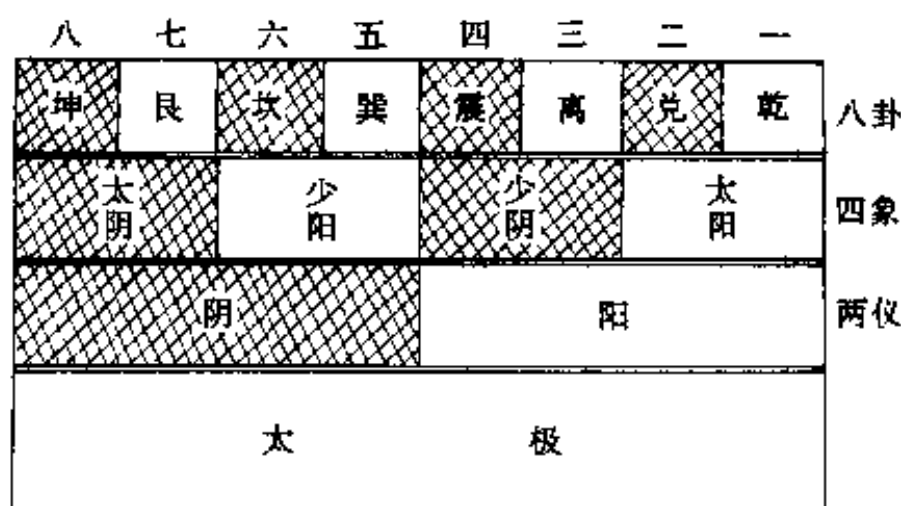 八 七 六 五 四 三 二 一
坤 艮 坎 巽 震 离 兑 乾 八卦
太阴 少阳 少阴 太阳 四象
阴 阳 两仪
太 极